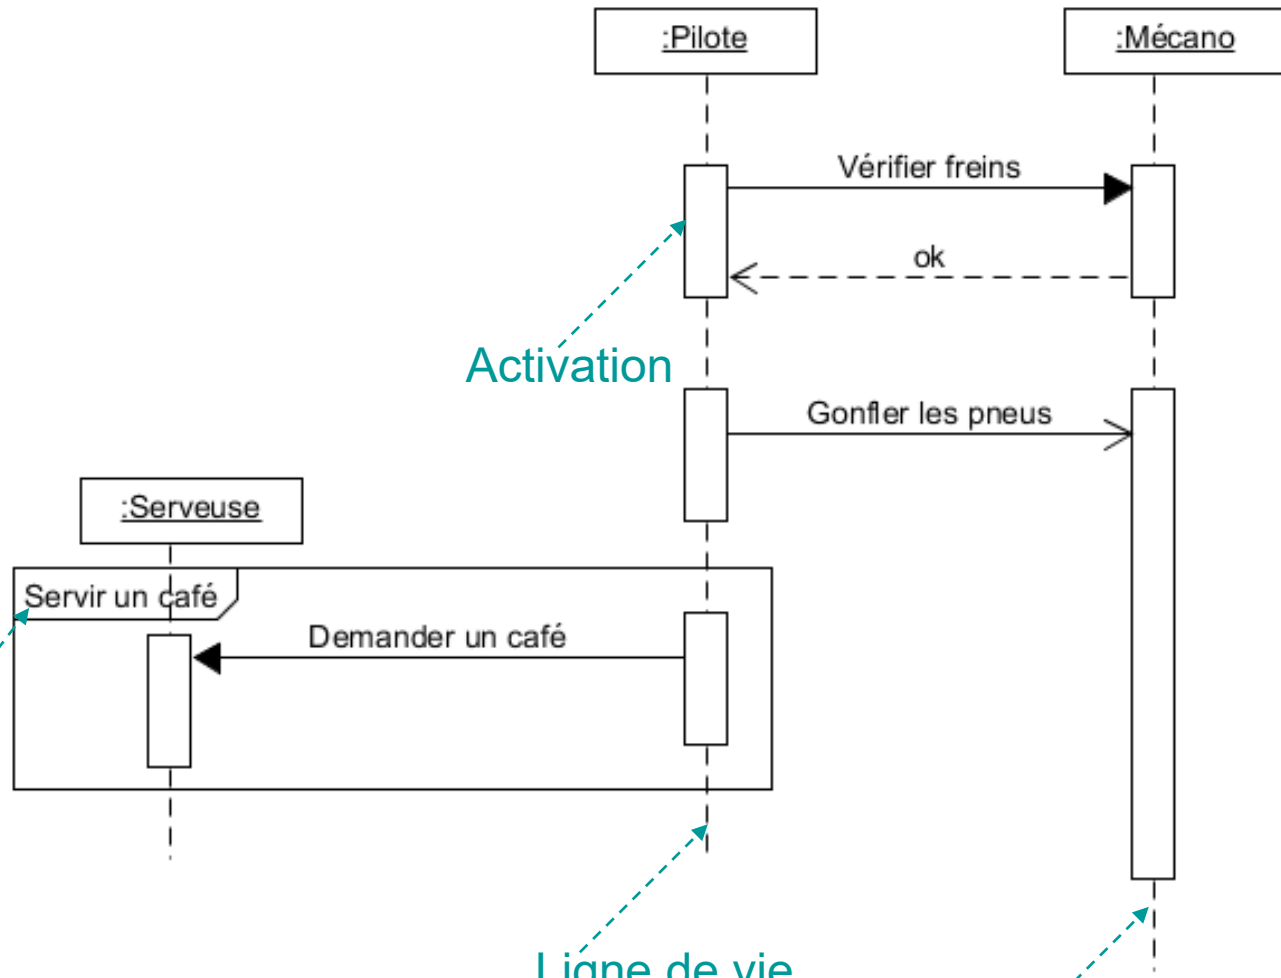 :Pilote
:Mécano
Vérifier freins
ok
Activation
Gonfler les pneus
:Serveuse
Servir un café
Demander un café
Ligne de vie